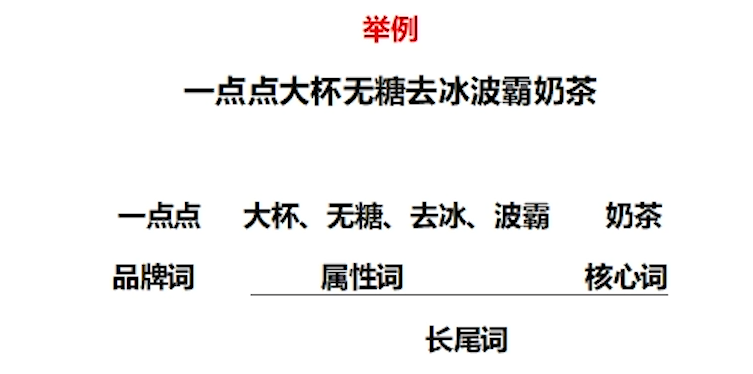 举例
一点点大杯无糖去冰波霸奶茶
一点点 大杯、无糖、去冰、波霸 奶茶
品牌词 属性词 核心词
长尾词